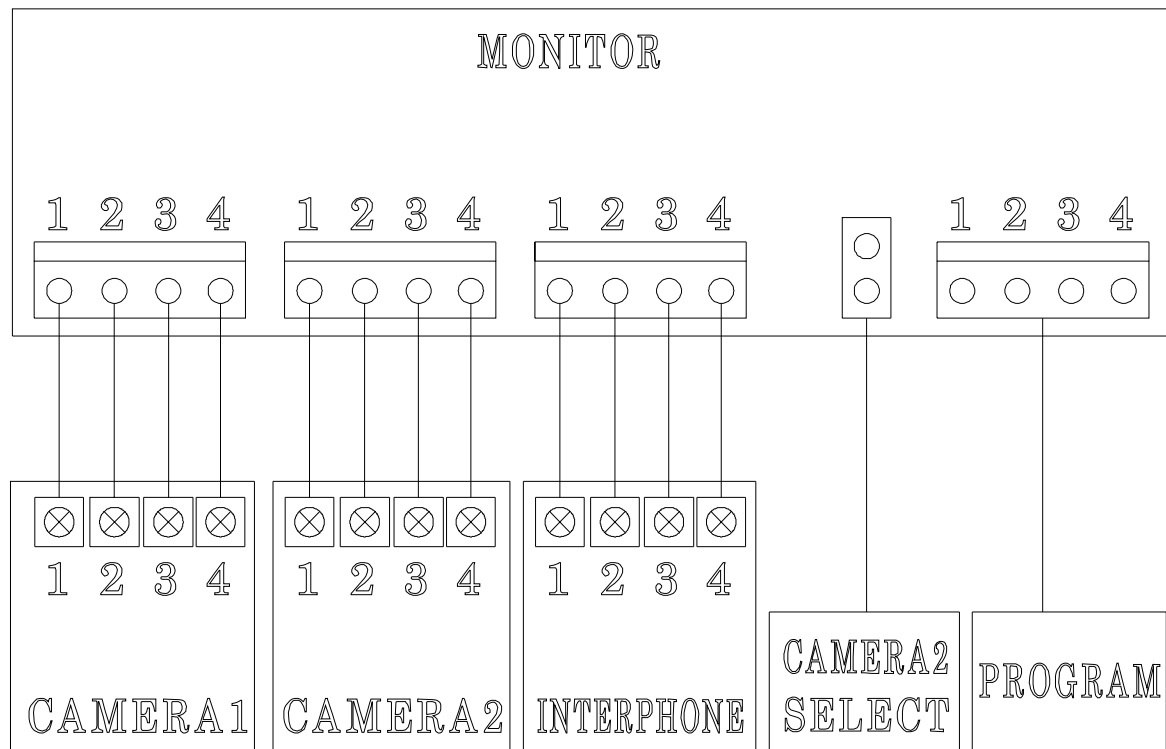 MONITOR
1 2 3 4
1 2 3 4
1 2 3 4
1 2 3 4
1 2 3 4
1 2 3 4
1 2 3 4
CAMERA1
CAMERA2
INTERPHONE
CAMERA2
SELECT
PROGRAM